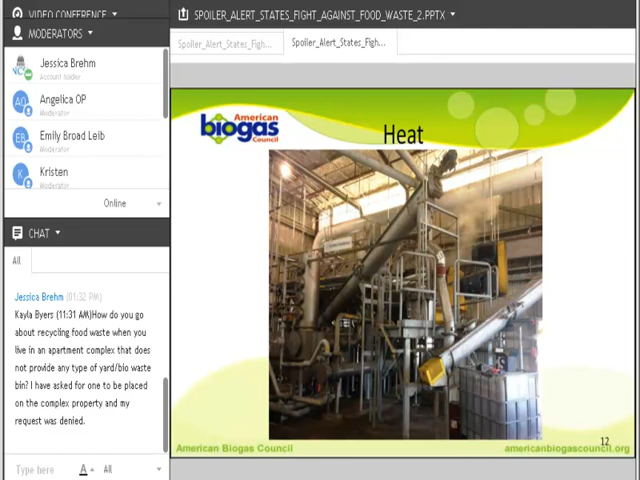 VIDEO CONFERENCE
MODERATORS
Jessica Brehm
Account holder
AO
Angelica OP
Moderator
EB
Emily Broad Leib
Moderator
K
Kristen
Moderator
Online
CHAT
All
Jessica Brehm (01:32 PM)
Kayla Byers (11:31 AM)How do you go
about recycling food waste when you
live in an apartment complex that does
not provide any type of yard/bio waste
bin? I have asked for one to be placed
on the complex property and my
request was denied.
Type here
A
All
SPOILER_ALERT_STATES_FIGHT_AGAINST_FOOD_WASTE_2.PPTX
Spoiler_Alert_States_Figh...
Spoiler_Alert_States_Figh...
American
biogas
Council
Heat
12
American Biogas Council
americanbiogascouncil.org